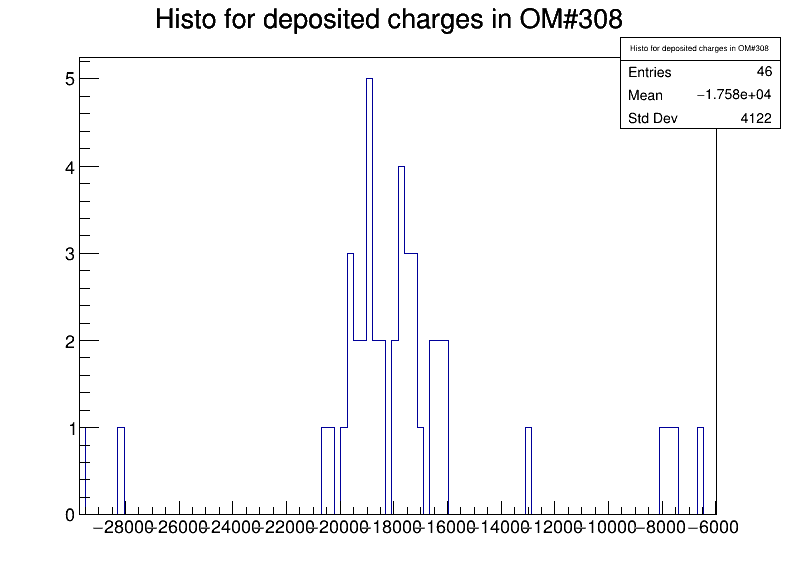 Histo for deposited charges in OM#308
Histo for deposited charges in OM#308
Entries 46
Mean −1.758e+04
Std Dev 4122
5
4
3
2
1
0
−28000 −26000 −24000 −22000 −20000 −18000 −16000 −14000 −12000 −10000 −8000 −6000